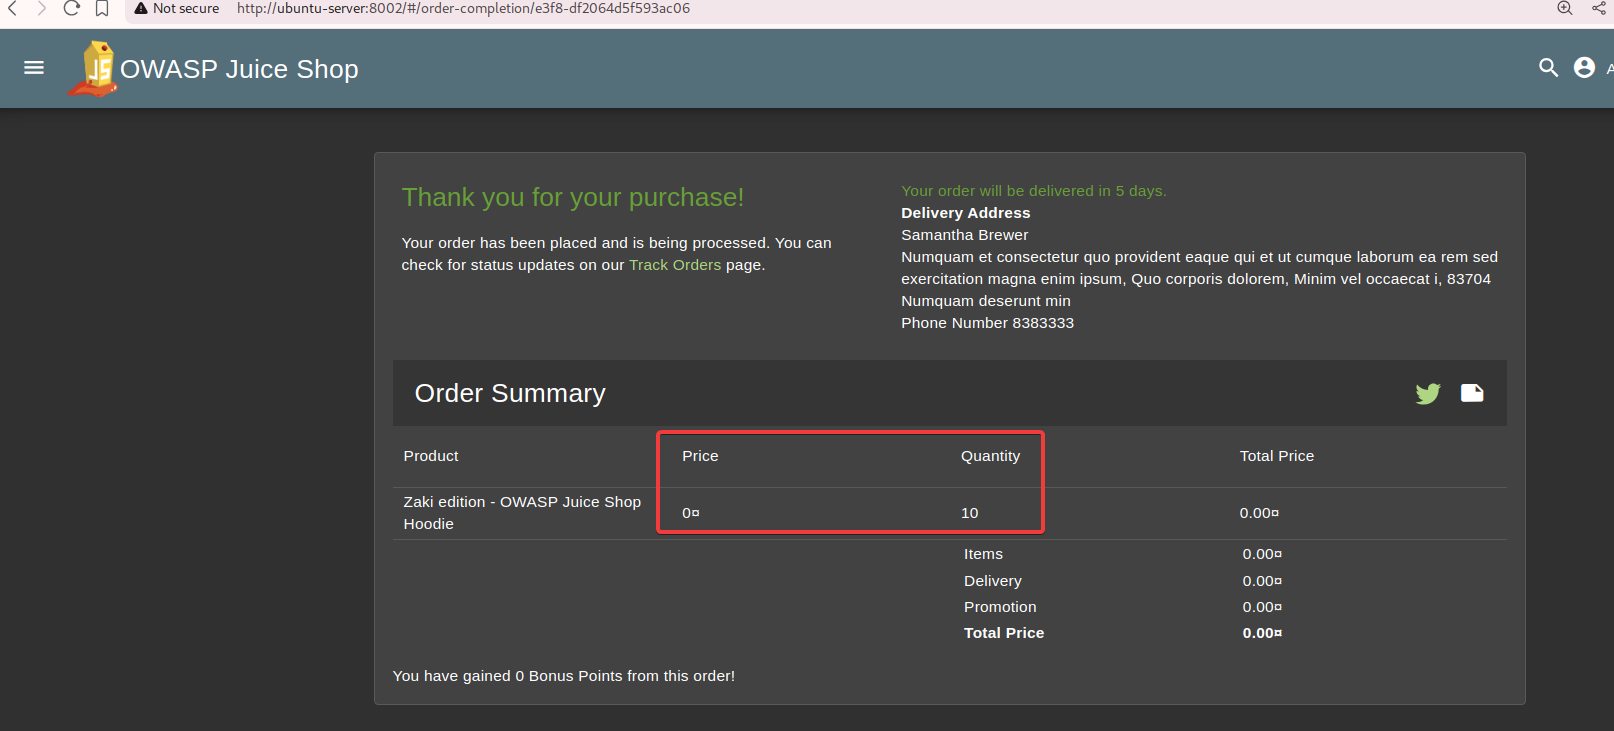 Not secure http://ubuntu-server:8002/#/order-completion/e3f8-df2064d5f593ac06
JS
OWASP Juice Shop
A
Thank you for your purchase!
Your order has been placed and is being processed. You can
check for status updates on our Track Orders page.
Your order will be delivered in 5 days.
Delivery Address
Samantha Brewer
Numquam et consectetur quo provident eaque qui et ut cumque laborum ea rem sed
exercitation magna enim ipsum, Quo corporis dolorem, Minim vel occaecat i, 83704
Numquam deserunt min
Phone Number 8383333
Order Summary
Product Price Quantity Total Price
Zaki edition - OWASP Juice Shop
Hoodie
0¤ 10 0.00¤
Items 0.00¤
Delivery 0.00¤
Promotion 0.00¤
Total Price 0.00¤
You have gained 0 Bonus Points from this order!